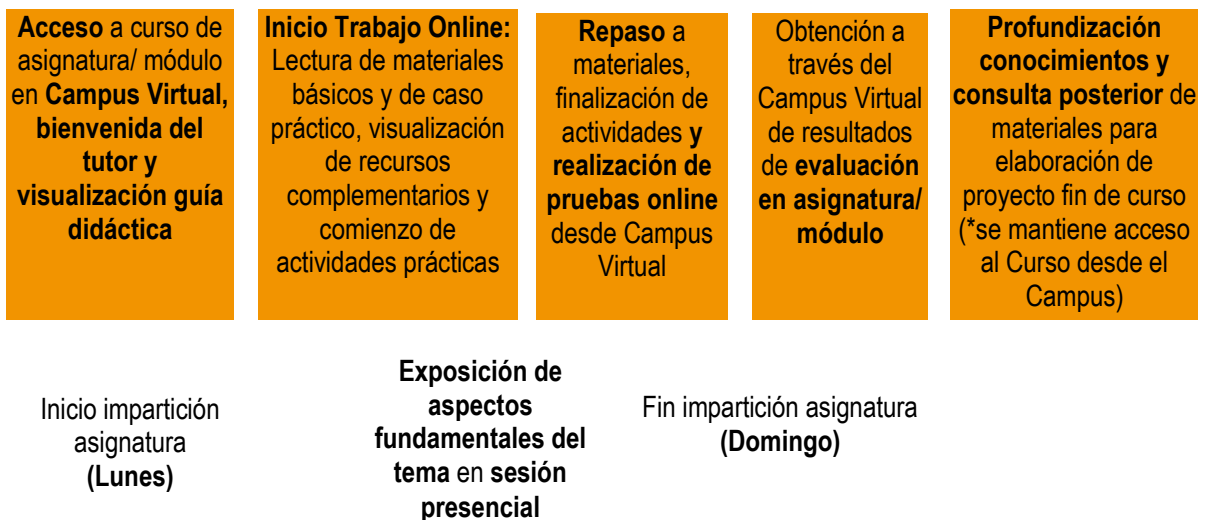 Acceso a curso de
asignatura/ módulo
en Campus Virtual,
bienvenida del
tutor y
visualización guía
didáctica
Inicio Trabajo Online:
Lectura de materiales
básicos y de caso
práctico, visualización
de recursos
complementarios y
comienzo de
actividades prácticas
Repaso a
materiales,
finalización de
actividades y
realización de
pruebas online
desde Campus
Virtual
Obtención a
través del
Campus Virtual
de resultados
de evaluación
en asignatura/
módulo
Profundización
conocimientos y
consulta posterior de
materiales para
elaboración de
proyecto fin de curso
(*se mantiene acceso
al Curso desde el
Campus)
Inicio impartición
asignatura
(Lunes)
Exposición de
aspectos
fundamentales del
tema en sesión
presencial
Fin impartición asignatura
(Domingo)